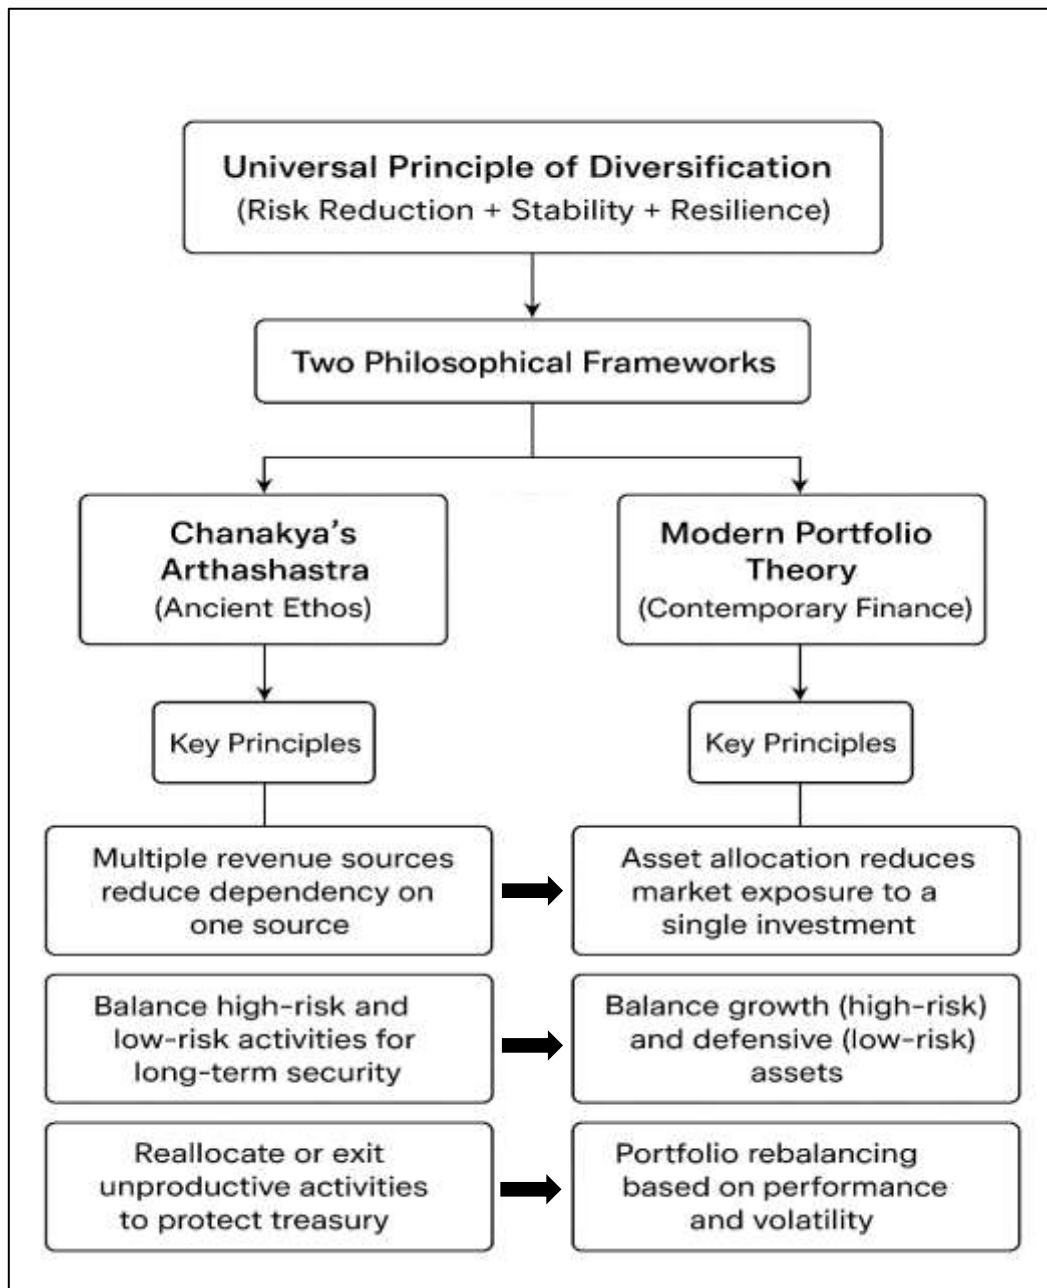 Universal Principle of Diversification
(Risk Reduction + Stability + Resilience)
Two Philosophical Frameworks
Chanakya's
Arthashastra
(Ancient Ethos)
Modern Portfolio
Theory
(Contemporary Finance)
Key Principles
Key Principles
Multiple revenue sources
reduce dependency on
one source
Asset allocation reduces
market exposure to a
single investment
Balance high-risk and
low-risk activities for
long-term security
Balance growth (high-risk)
and defensive (low-risk)
assets
Reallocate or exit
unproductive activities
to protect treasury
Portfolio rebalancing
based on performance
and volatility